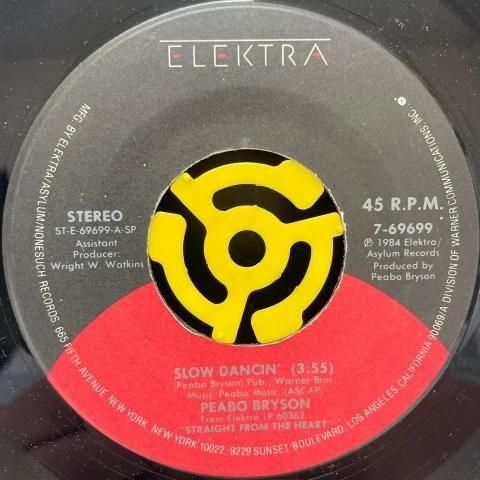 ELEKTRA
STEREO
ST-E-69699-A-SP
Assistant
Producer:
Wright W. Watkins
45 R.P.M.
7-69699
℗ 1984 Elektra/
Asylum Records
Produced by
Peabo Bryson
SLOW DANCIN' (3:55)
(Peabo Bryson) Pub. Warner Bros
Music, Peabo Music, (ASCAP)
PEABO BRYSON
From Elektra LP 60362
"STRAIGHT FROM THE HEART"
MFG. BY ELEKTRA/ASYLUM/NONESUCH RECORDS, 665 FIFTH AVENUE, NEW YORK, NEW YORK 10022, 9229 SUNSET BOULEVARD, LOS ANGELES, CALIFORNIA 90069/A DIVISION OF WARNER COMMUNICATIONS INC.